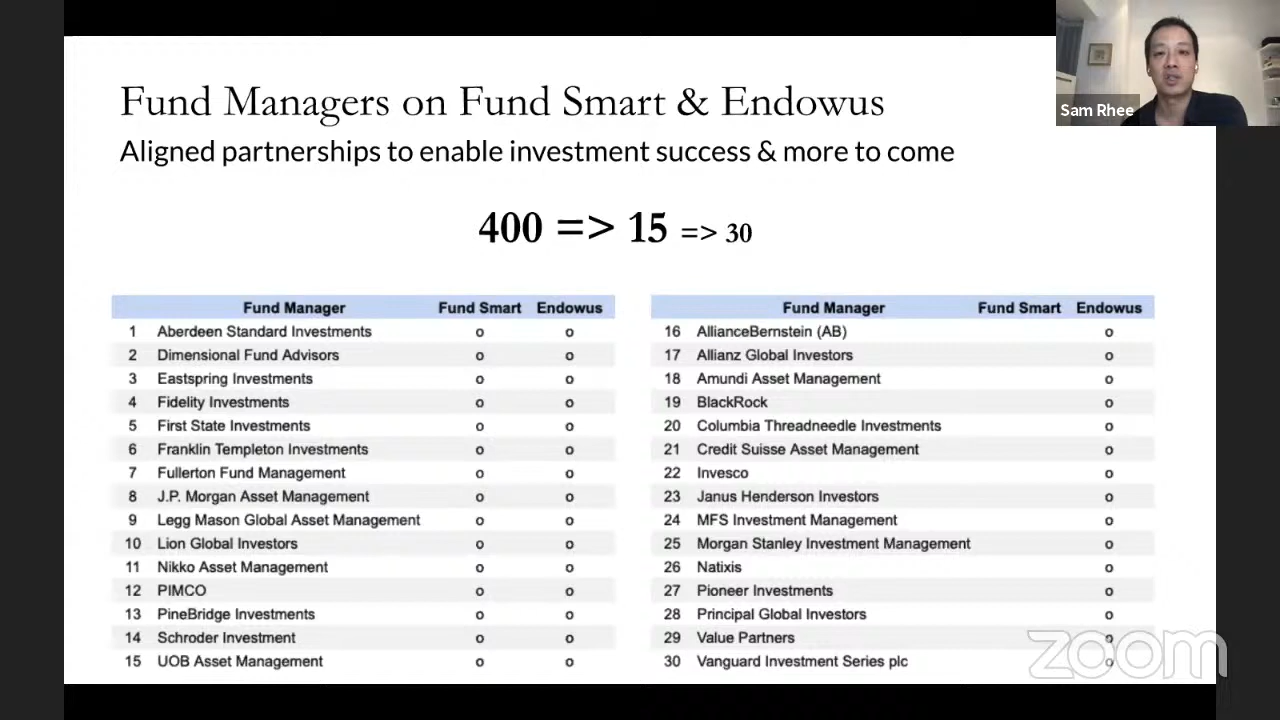 Sam Rhee
Fund Managers on Fund Smart & Endowus
Aligned partnerships to enable investment success & more to come
400 => 15 => 30
Fund Manager Fund Smart Endowus
1 Aberdeen Standard Investments o o
2 Dimensional Fund Advisors o o
3 Eastspring Investments o o
4 Fidelity Investments o o
5 First State Investments o o
6 Franklin Templeton Investments o o
7 Fullerton Fund Management o o
8 J.P. Morgan Asset Management o o
9 Legg Mason Global Asset Management o o
10 Lion Global Investors o o
11 Nikko Asset Management o o
12 PIMCO o o
13 PineBridge Investments o o
14 Schroder Investment o o
15 UOB Asset Management o o
Fund Manager Fund Smart Endowus
16 AllianceBernstein (AB) o
17 Allianz Global Investors o
18 Amundi Asset Management o
19 BlackRock o
20 Columbia Threadneedle Investments o
21 Credit Suisse Asset Management o
22 Invesco o
23 Janus Henderson Investors o
24 MFS Investment Management o
25 Morgan Stanley Investment Management o
26 Natixis o
27 Pioneer Investments o
28 Principal Global Investors o
29 Value Partners o
30 Vanguard Investment Series plc o
zoom